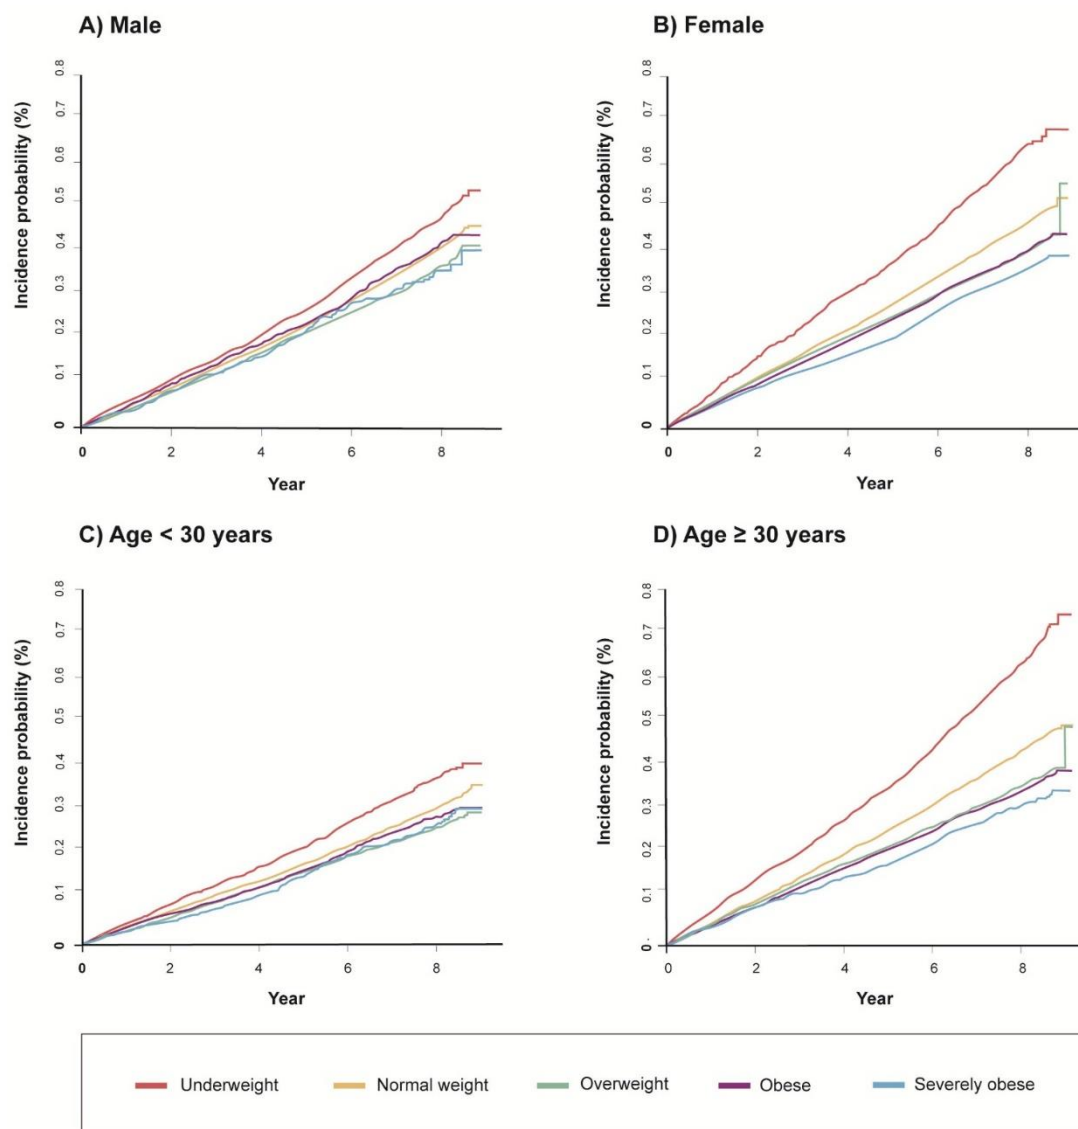 A) Male
B) Female
Incidence probability (%)
0.8
0.7
0.6
0.5
0.4
0.3
0.2
0.1
0
0 2 4 6 8
Year
Incidence probability (%)
0.8
0.7
0.6
0.5
0.4
0.3
0.2
0.1
0
0 2 4 6 8
Year
C) Age < 30 years
D) Age ≥ 30 years
Incidence probability (%)
0.8
0.7
0.6
0.5
0.4
0.3
0.2
0.1
0
0 2 4 6 8
Year
Incidence probability (%)
0.8
0.7
0.6
0.5
0.4
0.3
0.2
0.1
0
0 2 4 6 8
Year
Underweight Normal weight Overweight Obese Severely obese